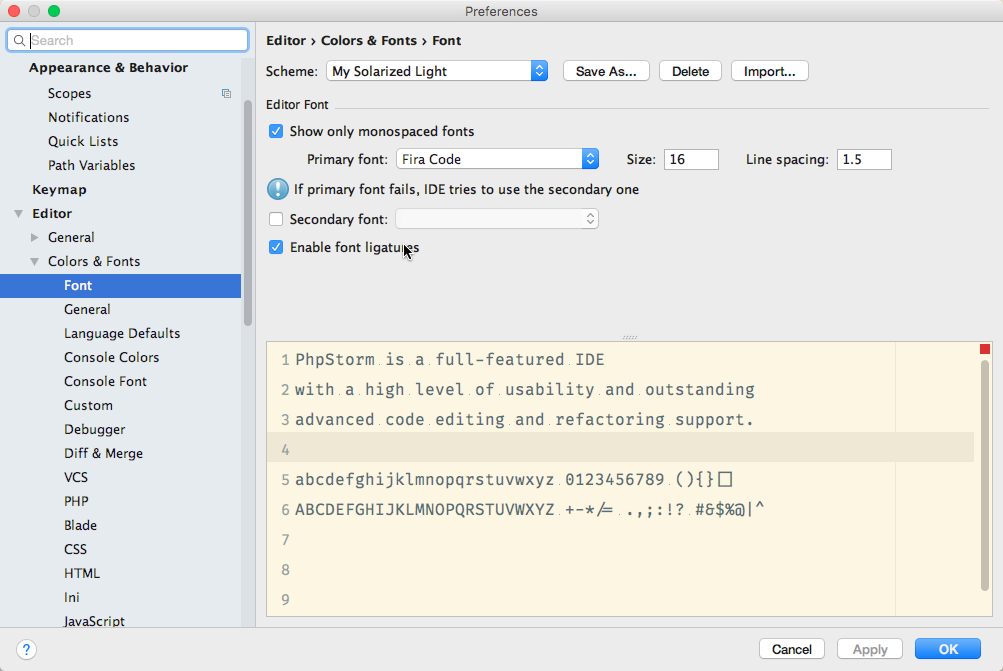 Preferences
Search
Appearance & Behavior
Scopes
Notifications
Quick Lists
Path Variables
Keymap
Editor
General
Colors & Fonts
Font
General
Language Defaults
Console Colors
Console Font
Custom
Debugger
Diff & Merge
VCS
PHP
Blade
CSS
HTML
Ini
JavaScript
Editor › Colors & Fonts › Font
Scheme: My Solarized Light Save As... Delete Import...
Editor Font
Show only monospaced fonts
Primary font: Fira Code Size: 16 Line spacing: 1.5
If primary font fails, IDE tries to use the secondary one
Secondary font:
Enable font ligatures
1 PhpStorm is a full-featured IDE
2 with a high level of usability and outstanding
3 advanced code editing and refactoring support.
4
5 abcdefghijklmnopqrstuvwxyz 0123456789 (){}[]
6 ABCDEFGHIJKLMNOPQRSTUVWXYZ +-*/= .,;:!? #&$%@|^
7
8
9
? Cancel Apply OK